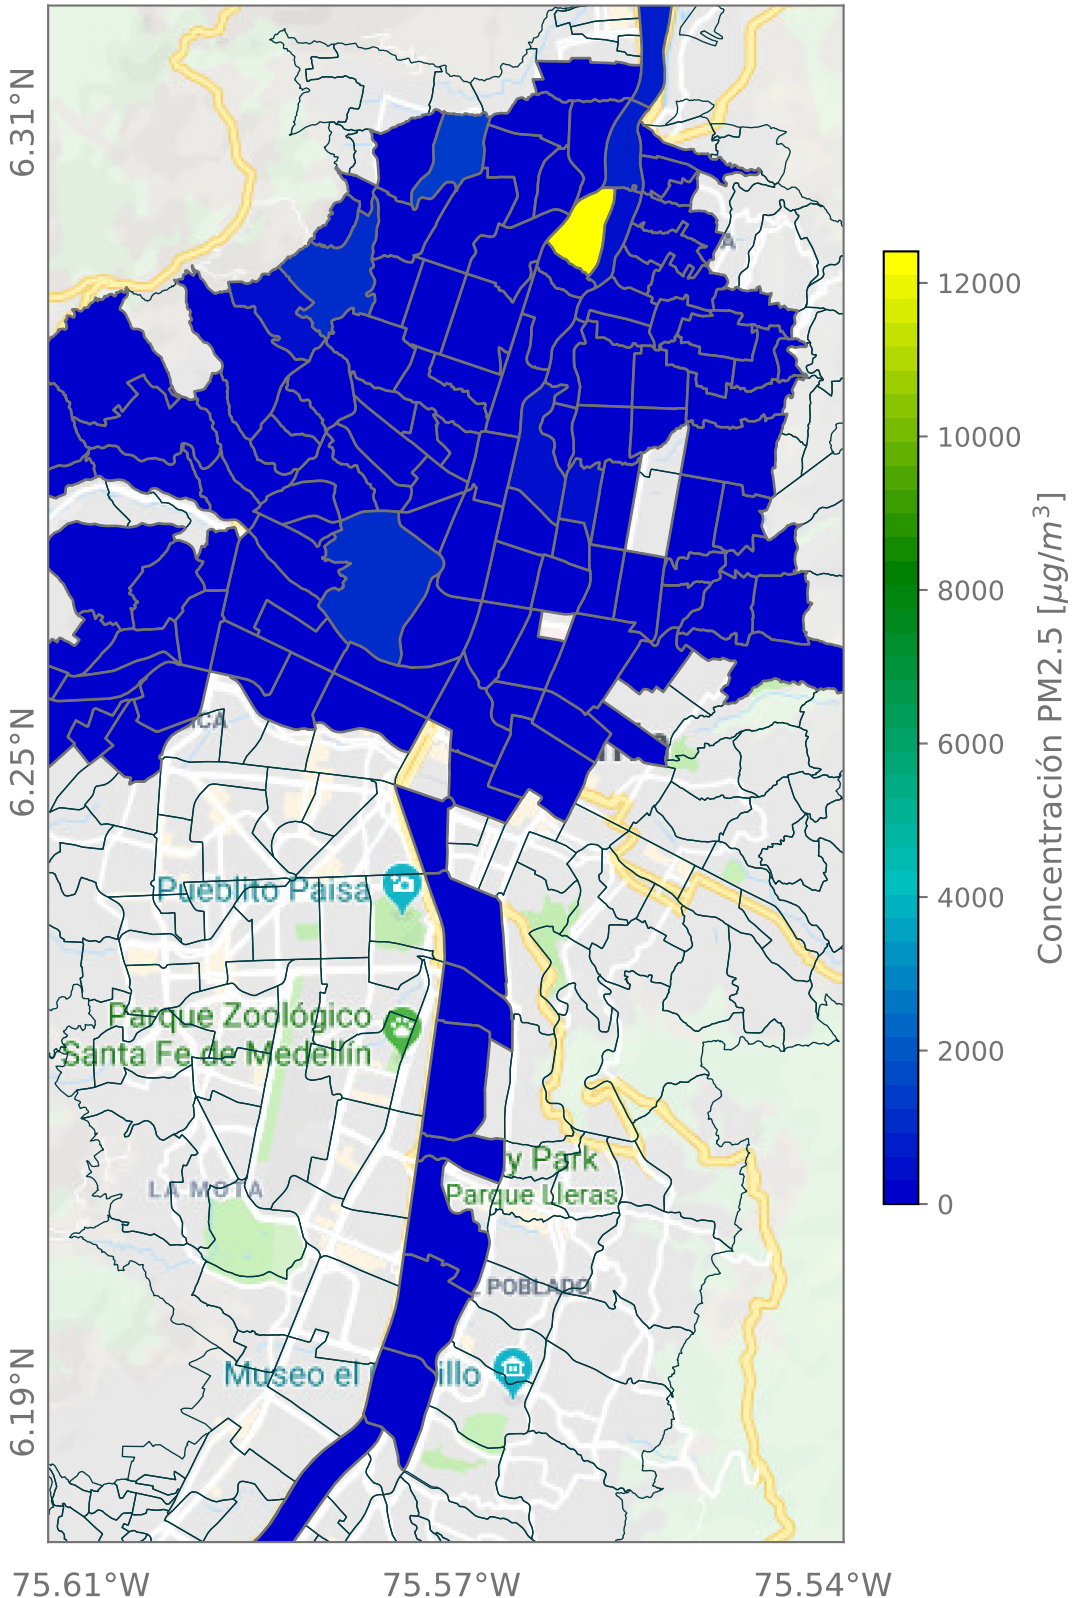 6.31°N
6.25°N
6.19°N
75.61°W
75.57°W
75.54°W
Pueblito Paisa
Parque Zoológico
Santa Fe de Medellín
LA MOTA
y Park
Parque Lleras
POBLADO
Museo el
illo
12000
10000
8000
6000
4000
2000
0
Concentración PM2.5 [μg/m³]